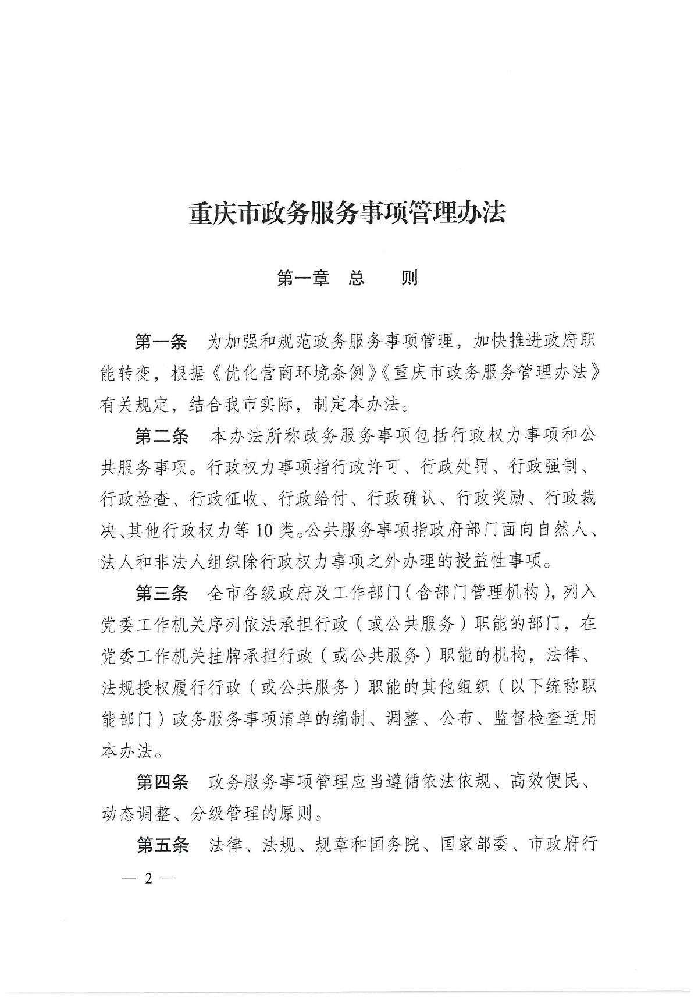 重庆市政务服务事项管理办法
第一章 总 则
第一条 为加强和规范政务服务事项管理，加快推进政府职
能转变，根据《优化营商环境条例》《重庆市政务服务管理办法》
有关规定，结合我市实际，制定本办法。
第二条 本办法所称政务服务事项包括行政权力事项和公
共服务事项。行政权力事项指行政许可、行政处罚、行政强制、
行政检查、行政征收、行政给付、行政确认、行政奖励、行政裁
决、其他行政权力等 10 类。公共服务事项指政府部门面向自然人、
法人和非法人组织除行政权力事项之外办理的授益性事项。
第三条 全市各级政府及工作部门（含部门管理机构），列入
党委工作机关序列依法承担行政（或公共服务）职能的部门，在
党委工作机关挂牌承担行政（或公共服务）职能的机构，法律、
法规授权履行行政（或公共服务）职能的其他组织（以下统称职
能部门）政务服务事项清单的编制、调整、公布、监督检查适用
本办法。
第四条 政务服务事项管理应当遵循依法依规、高效便民、
动态调整、分级管理的原则。
第五条 法律、法规、规章和国务院、国家部委、市政府行
— 2 —